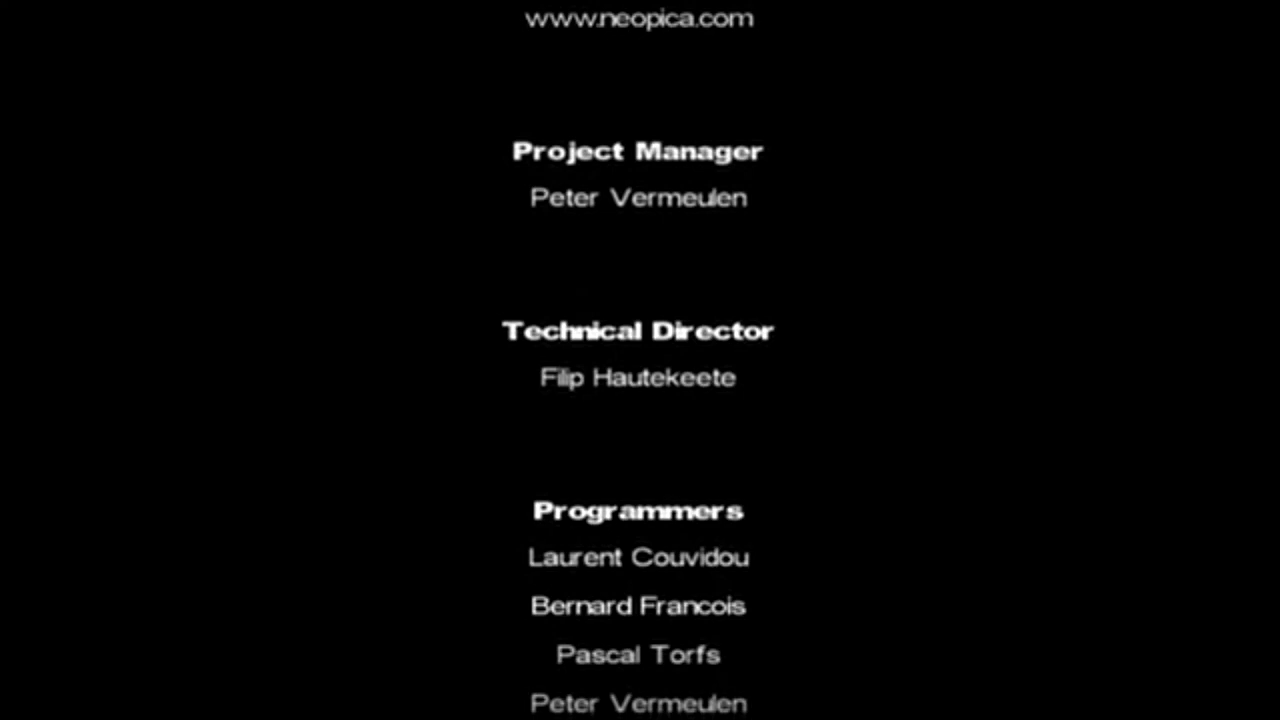 www.neopica.com
Project Manager
Peter Vermeulen
Technical Director
Filip Hautekeete
Programmers
Laurent Couvidou
Bernard Francois
Pascal Torfs
Peter Vermeulen